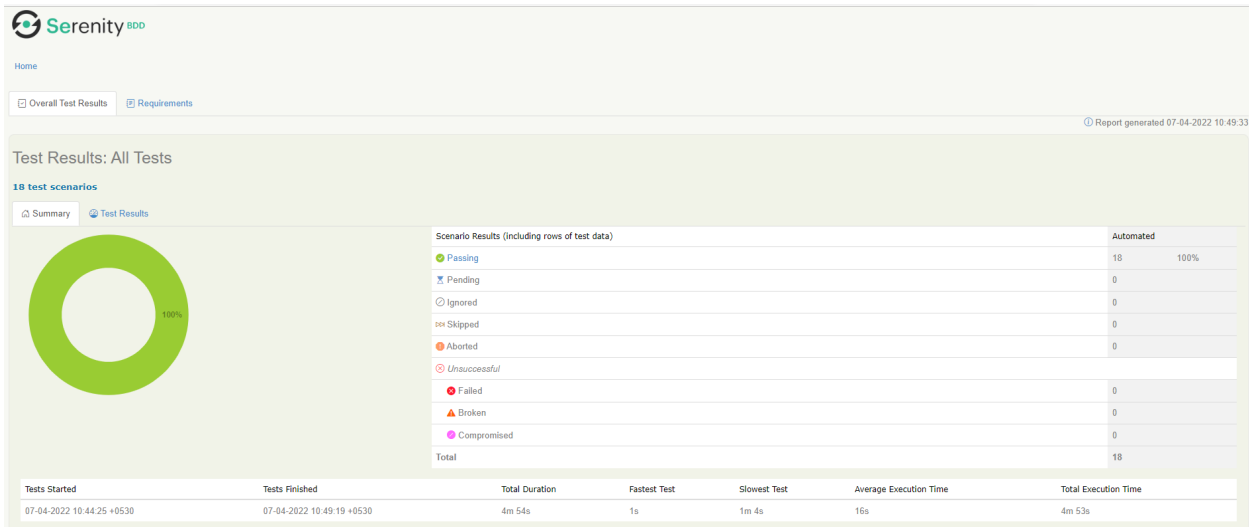 Serenity BDD
Home
Overall Test Results Requirements
Report generated 07-04-2022 10:49:33
Test Results: All Tests
18 test scenarios
Summary Test Results
Scenario Results (including rows of test data) Automated
Passing 18 100%
Pending 0
Ignored 0
Skipped 0
Aborted 0
Unsuccessful
Failed 0
Broken 0
Compromised 0
Total 18
100%
Tests Started Tests Finished Total Duration Fastest Test Slowest Test Average Execution Time Total Execution Time
07-04-2022 10:44:25 +0530 07-04-2022 10:49:19 +0530 4m 54s 1s 1m 4s 16s 4m 53s